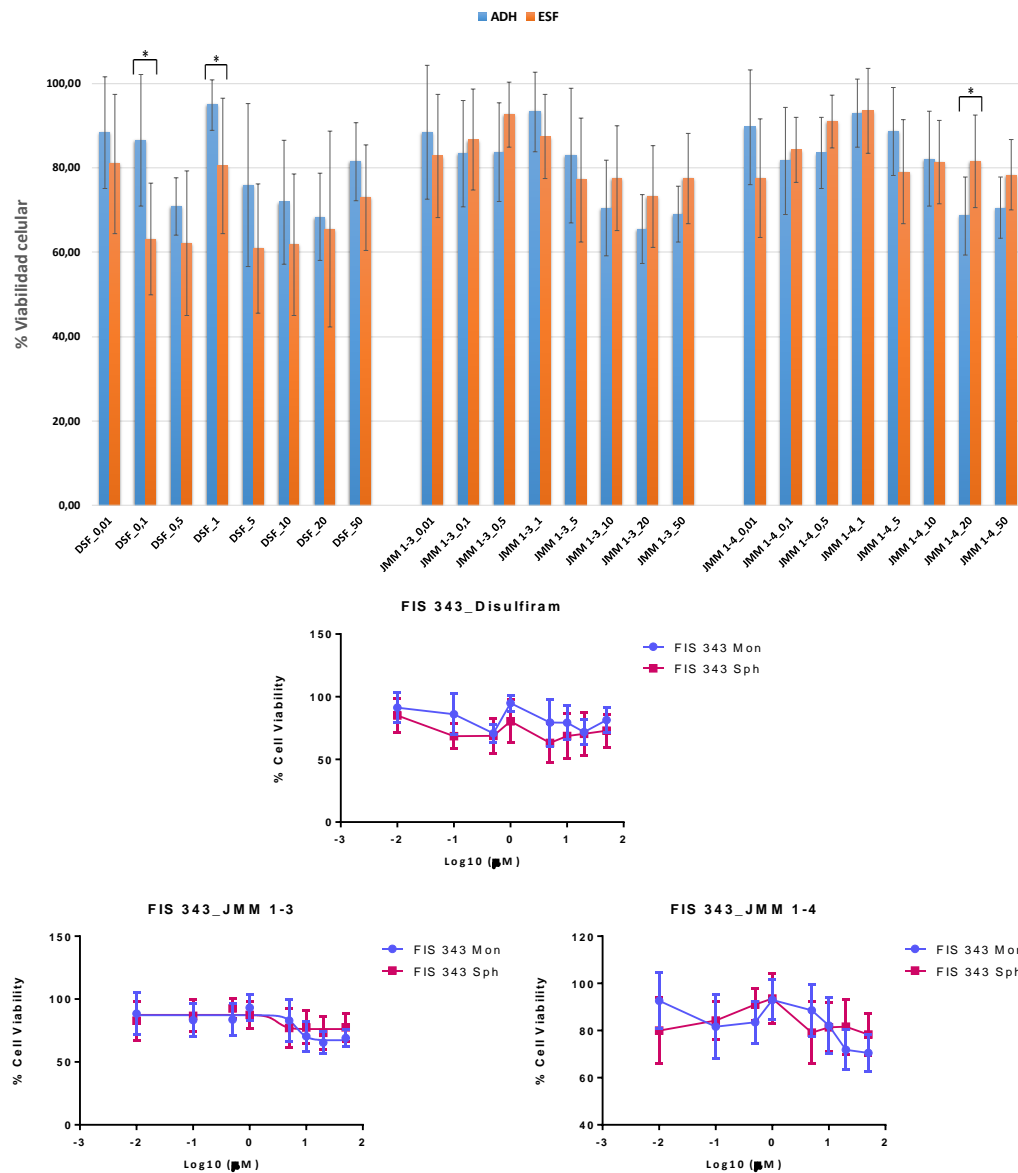 ADH ESF
* * *
% Viabilidad celular
100,00
80,00
60,00
40,00
20,00
0,00
DSF_0,01 DSF_0,1 DSF_0,5 DSF_1 DSF_5 DSF_10 DSF_20 DSF_50 JMM 1-3_0,01 JMM 1-3_0,1 JMM 1-3_0,5 JMM 1-3_1 JMM 1-3_5 JMM 1-3_10 JMM 1-3_20 JMM 1-3_50 JMM 1-4_0,01 JMM 1-4_0,1 JMM 1-4_0,5 JMM 1-4_1 JMM 1-4_5 JMM 1-4_10 JMM 1-4_20 JMM 1-4_50
FIS 343_Disulfiram
% Cell Viability
150
100
50
0
-3 -2 -1 0 1 2
Log10 (µM)
FIS 343 Mon
FIS 343 Sph
FIS 343_JMM 1-3
% Cell Viability
150
100
50
0
-3 -2 -1 0 1 2
Log10 (µM)
FIS 343 Mon
FIS 343 Sph
FIS 343_JMM 1-4
% Cell Viability
120
100
80
60
40
-3 -2 -1 0 1 2
Log10 (µM)
FIS 343 Mon
FIS 343 Sph